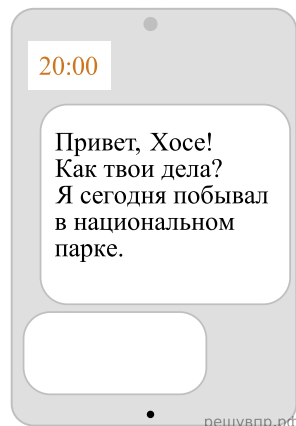 20:00
Привет, Хосе!
Как твои дела?
Я сегодня побывал
в национальном
парке.
решувпр.рф